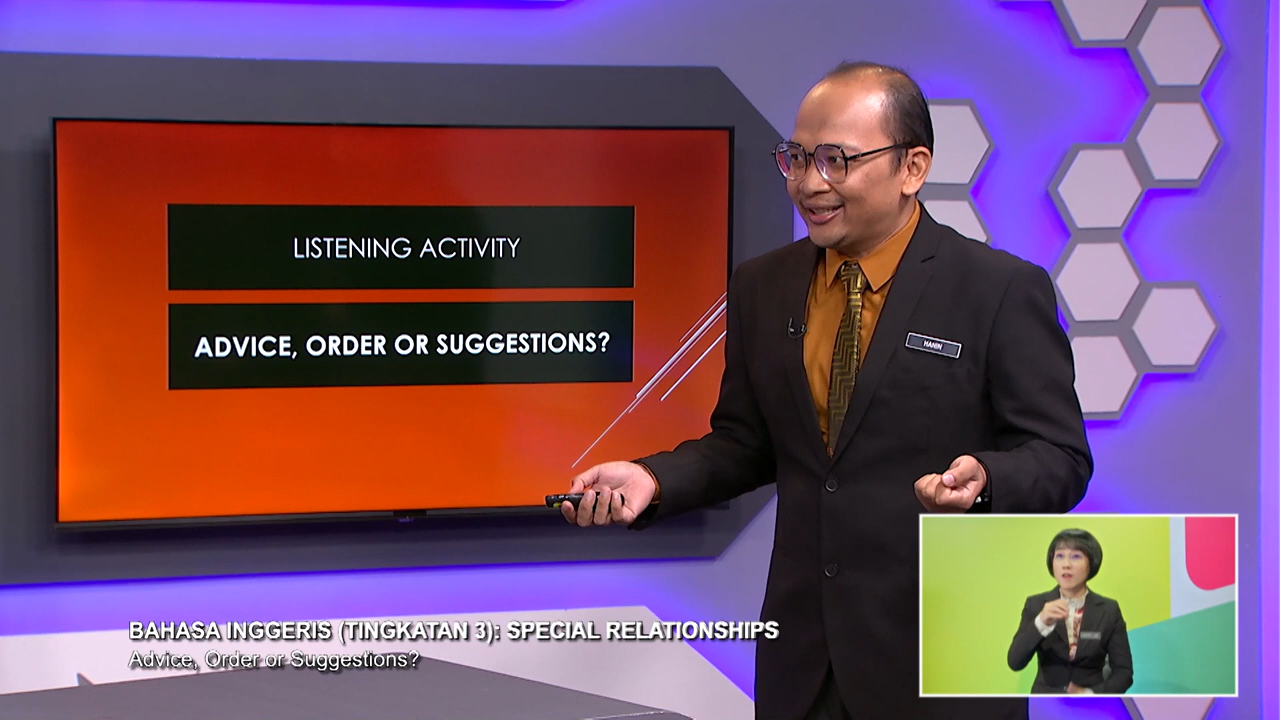 LISTENING ACTIVITY
ADVICE, ORDER OR SUGGESTIONS?
HANIN
BAHASA INGGERIS (TINGKATAN 3): SPECIAL RELATIONSHIPS
Advice, Order or Suggestions?